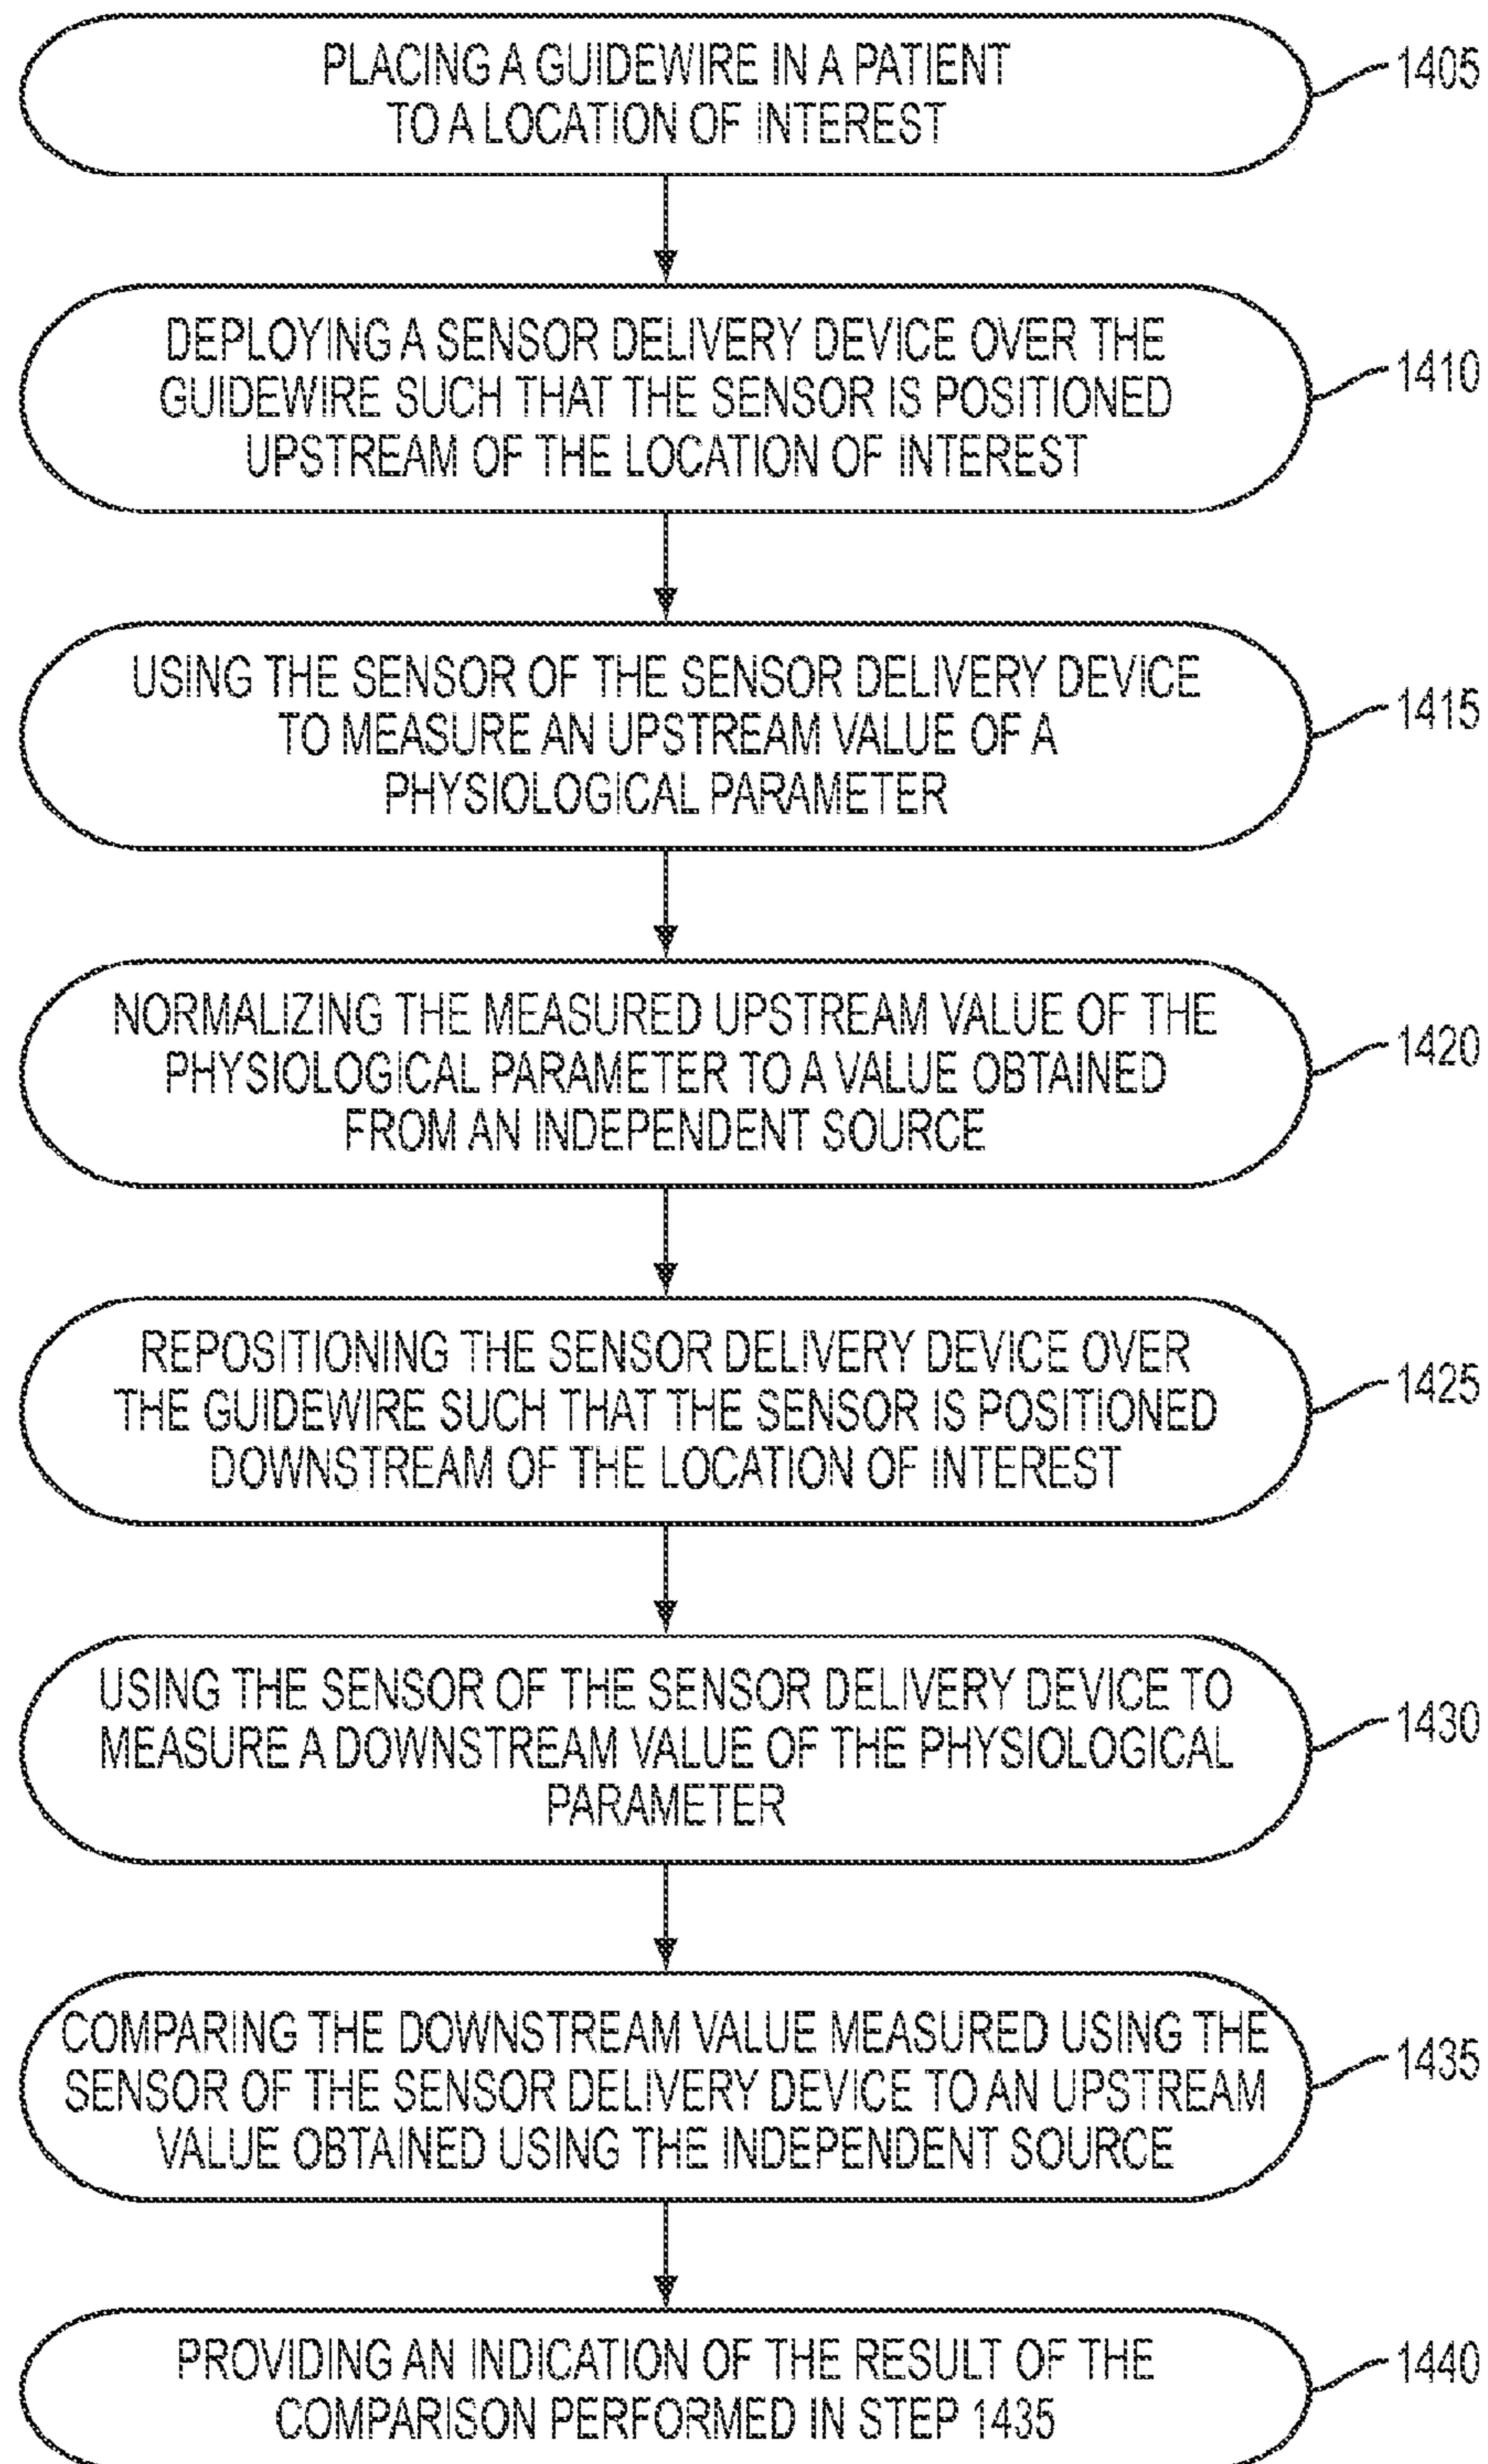 PLACING A GUIDEWIRE IN A PATIENT
TO A LOCATION OF INTEREST
1405
DEPLOYING A SENSOR DELIVERY DEVICE OVER THE
GUIDEWIRE SUCH THAT THE SENSOR IS POSITIONED
UPSTREAM OF THE LOCATION OF INTEREST
1410
USING THE SENSOR OF THE SENSOR DELIVERY DEVICE
TO MEASURE AN UPSTREAM VALUE OF A
PHYSIOLOGICAL PARAMETER
1415
NORMALIZING THE MEASURED UPSTREAM VALUE OF THE
PHYSIOLOGICAL PARAMETER TO A VALUE OBTAINED
FROM AN INDEPENDENT SOURCE
1420
REPOSITIONING THE SENSOR DELIVERY DEVICE OVER
THE GUIDEWIRE SUCH THAT THE SENSOR IS POSITIONED
DOWNSTREAM OF THE LOCATION OF INTEREST
1425
USING THE SENSOR OF THE SENSOR DELIVERY DEVICE TO
MEASURE A DOWNSTREAM VALUE OF THE PHYSIOLOGICAL
PARAMETER
1430
COMPARING THE DOWNSTREAM VALUE MEASURED USING THE
SENSOR OF THE SENSOR DELIVERY DEVICE TO AN UPSTREAM
VALUE OBTAINED USING THE INDEPENDENT SOURCE
1435
PROVIDING AN INDICATION OF THE RESULT OF THE
COMPARISON PERFORMED IN STEP 1435
1440